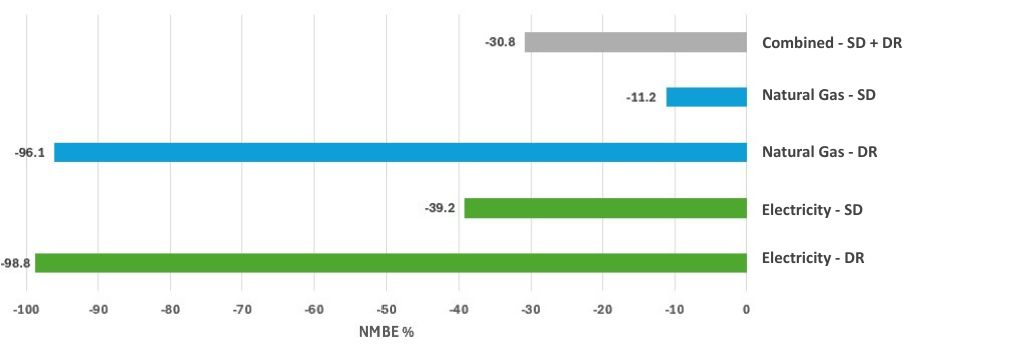 -30.8 Combined - SD + DR
-11.2 Natural Gas - SD
-96.1 Natural Gas - DR
-39.2 Electricity - SD
-98.8 Electricity - DR
-100 -90 -80 -70 -60 -50 -40 -30 -20 -10 0
NMBE %